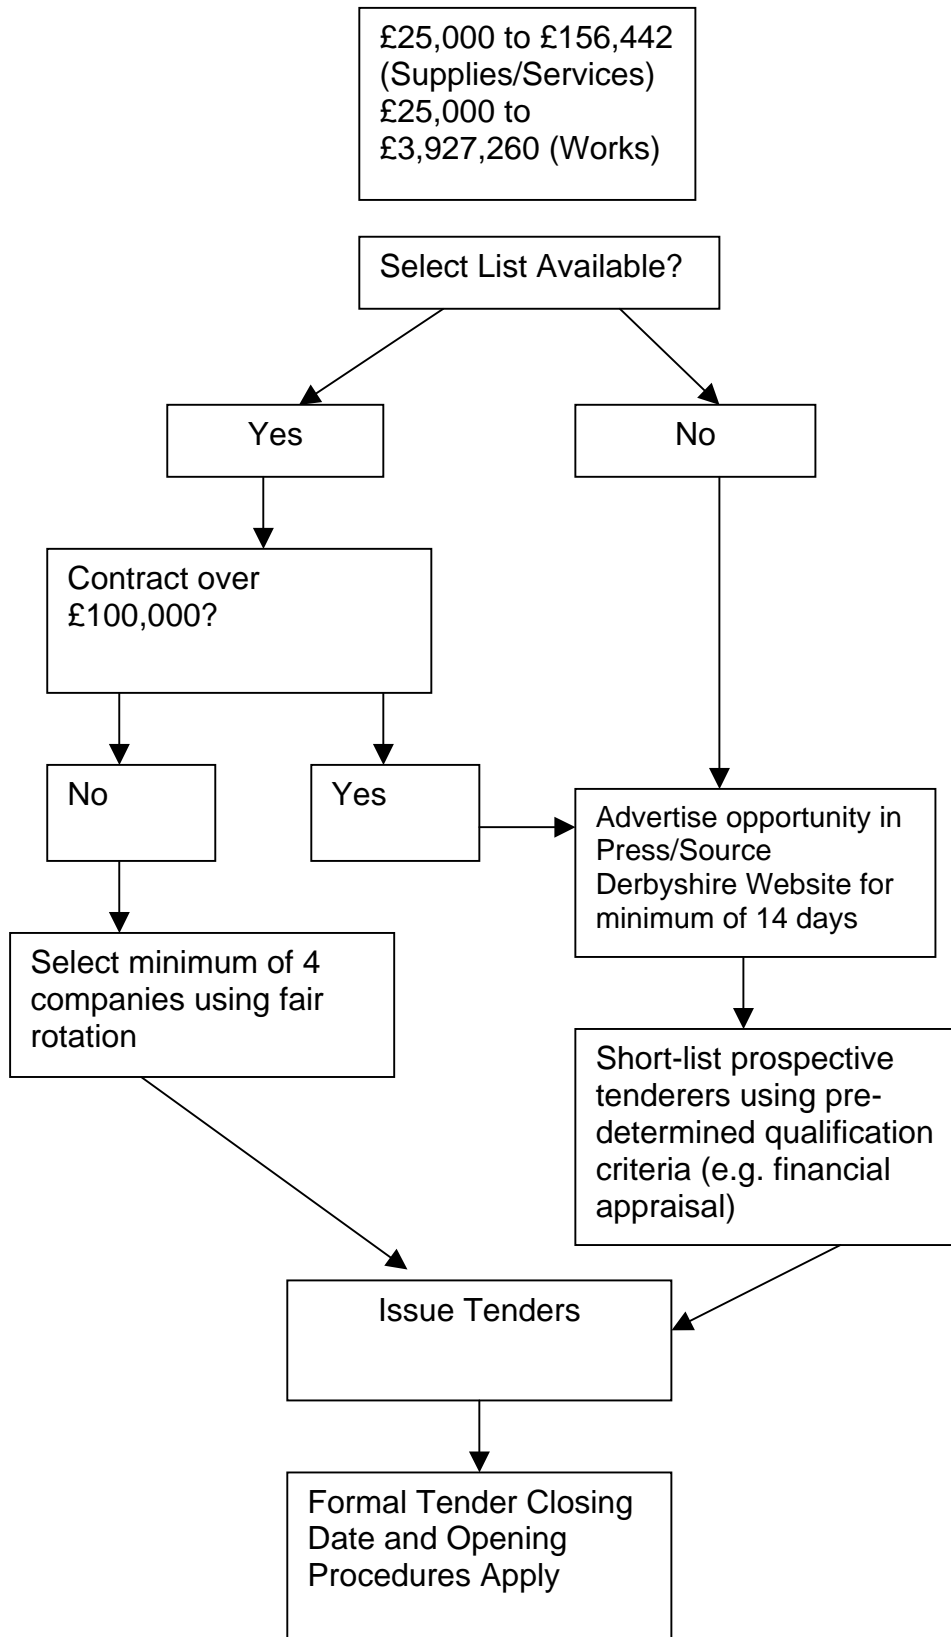 £25,000 to £156,442
(Supplies/Services)
£25,000 to
£3,927,260 (Works)
Select List Available?
Yes
No
Contract over
£100,000?
No
Yes
Advertise opportunity in
Press/Source
Derbyshire Website for
minimum of 14 days
Select minimum of 4
companies using fair
rotation
Short-list prospective
tenderers using pre-
determined qualification
criteria (e.g. financial
appraisal)
Issue Tenders
Formal Tender Closing
Date and Opening
Procedures Apply